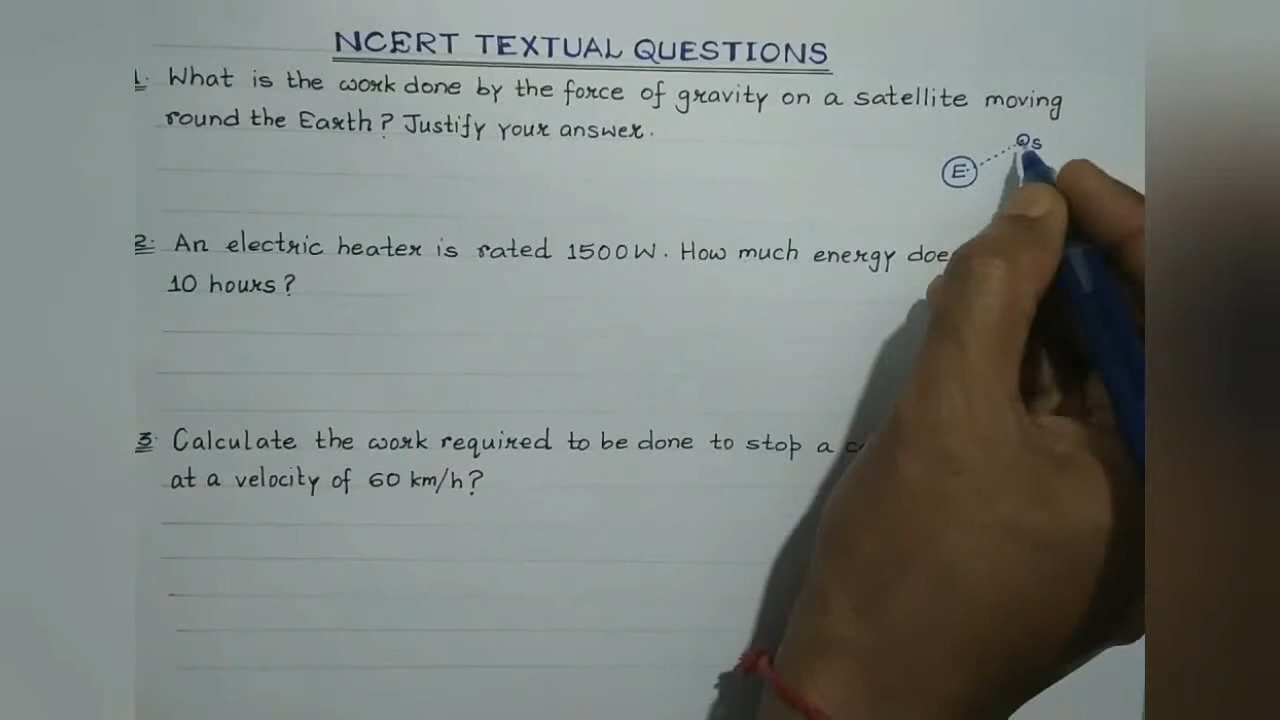 NCERT TEXTUAL QUESTIONS
1. What is the work done by the force of gravity on a satellite moving
round the Earth? Justify your answer.
E S
2. An electric heater is rated 1500W. How much energy doe
10 hours?
3. Calculate the work required to be done to stop a c
at a velocity of 60 km/h?